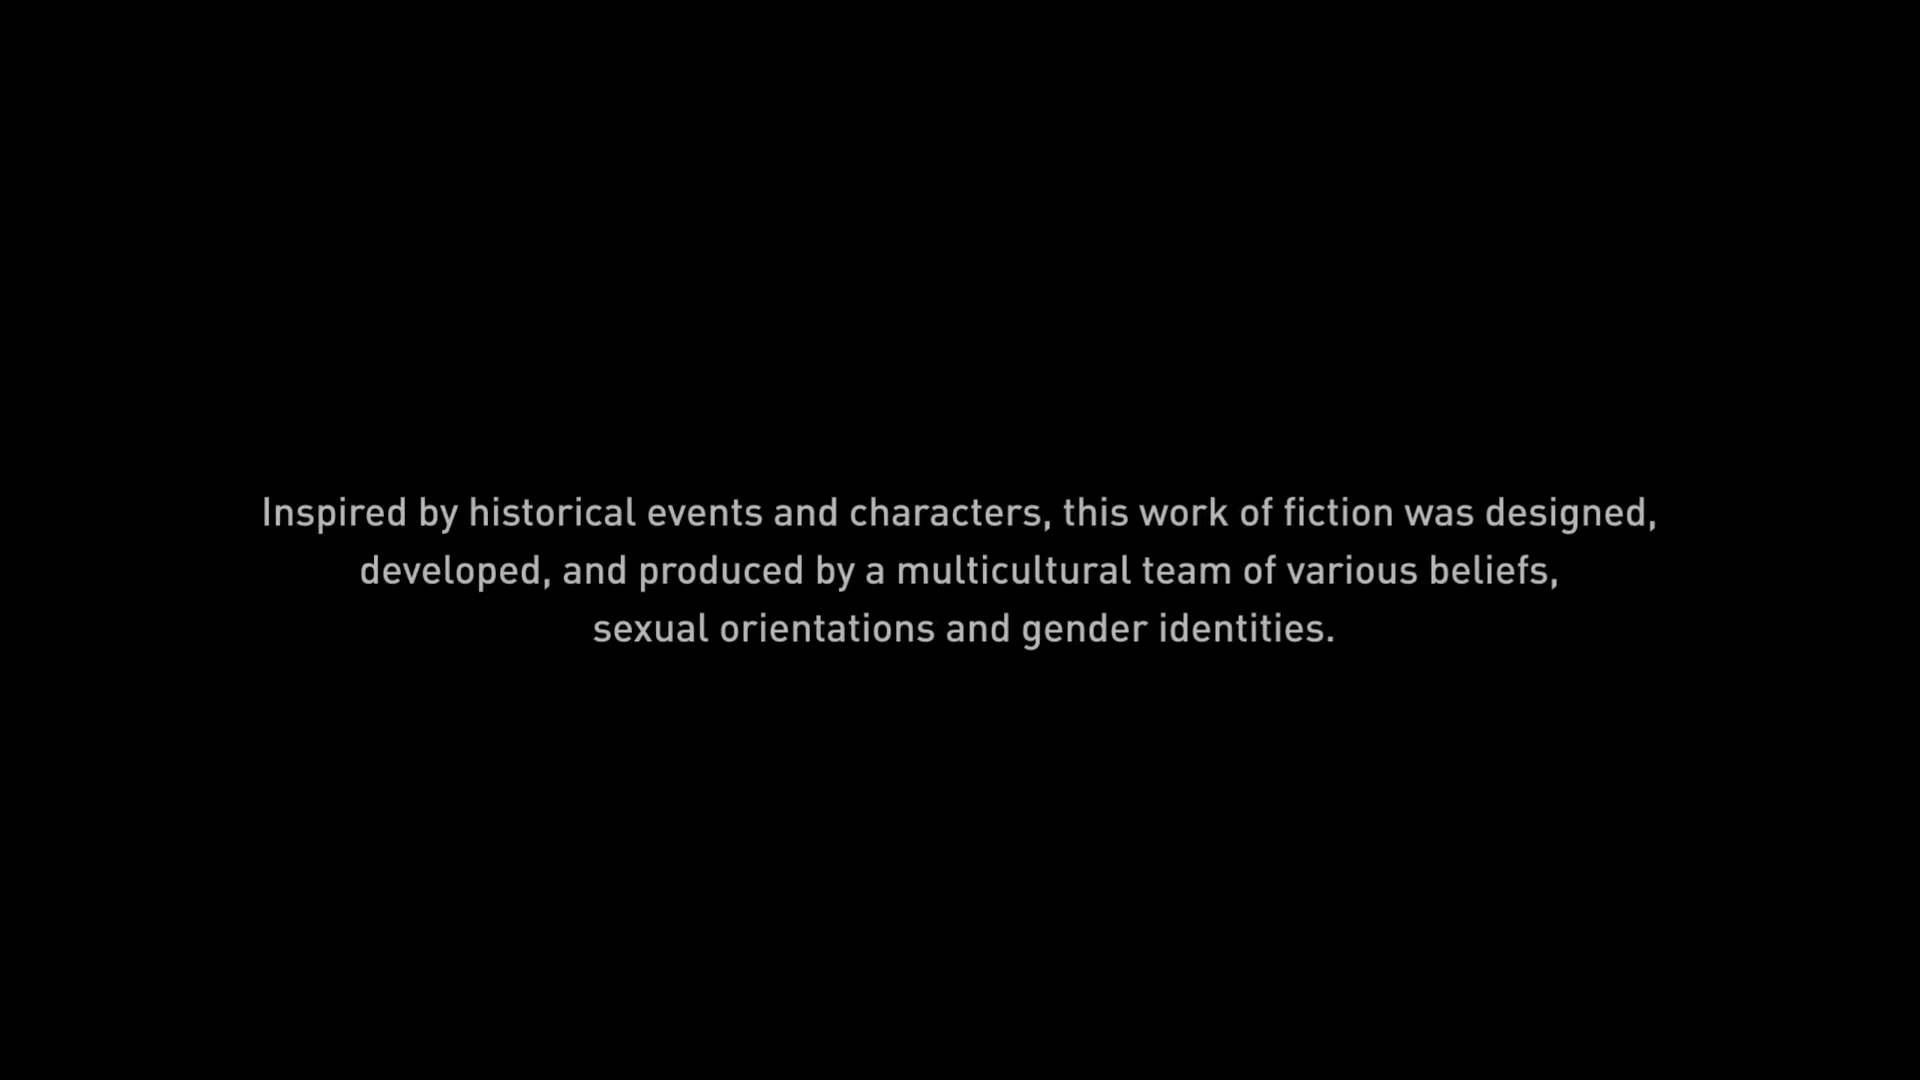 Inspired by historical events and characters, this work of fiction was designed,
developed, and produced by a multicultural team of various beliefs,
sexual orientations and gender identities.